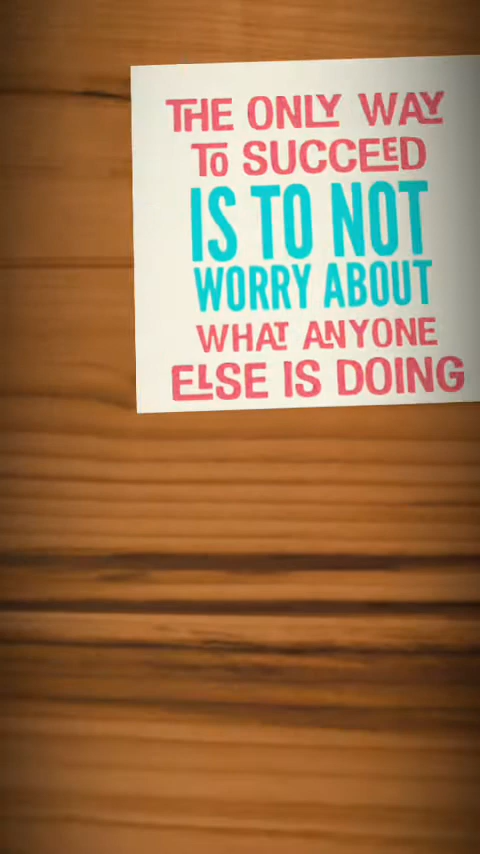 THE ONLY WAY
TO SUCCEED
IS TO NOT
WORRY ABOUT
WHAT ANYONE
ELSE IS DOING